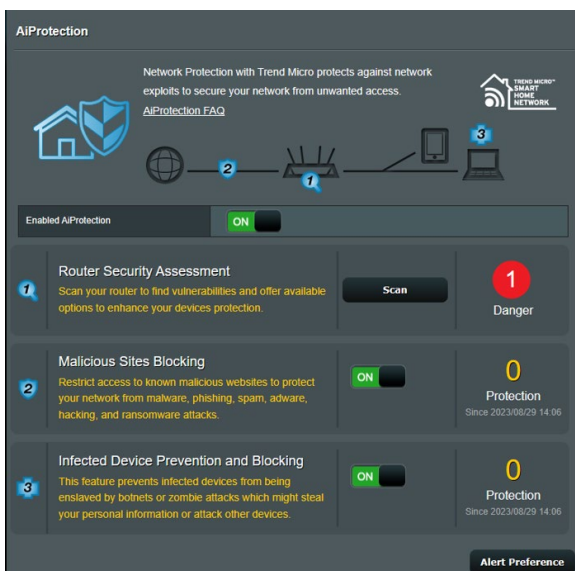 AiProtection
Network Protection with Trend Micro protects against network
exploits to secure your network from unwanted access.
AiProtection FAQ
TREND MICRO™
SMART
HOME
NETWORK
3
2
1
Enabled AiProtection
ON
1
Router Security Assessment
Scan your router to find vulnerabilities and offer available
options to enhance your devices protection.
Scan
1
Danger
2
Malicious Sites Blocking
Restrict access to known malicious websites to protect
your network from malware, phishing, spam, adware,
hacking, and ransomware attacks.
ON
0
Protection
Since 2023/08/29 14:06
3
Infected Device Prevention and Blocking
This feature prevents infected devices from being
enslaved by botnets or zombie attacks which might steal
your personal information or attack other devices.
ON
0
Protection
Since 2023/08/29 14:06
Alert Preference